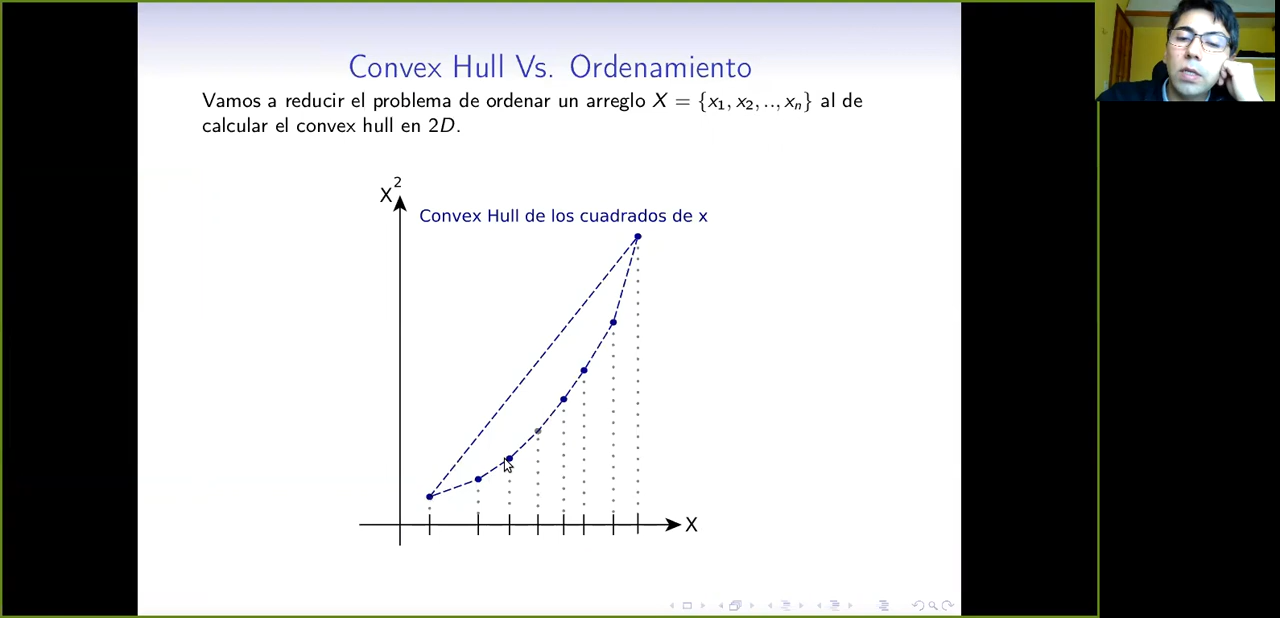 Convex Hull Vs. Ordenamiento
Vamos a reducir el problema de ordenar un arreglo X = {x₁, x₂, .., xₙ} al de
calcular el convex hull en 2D.
X²
Convex Hull de los cuadrados de x
X